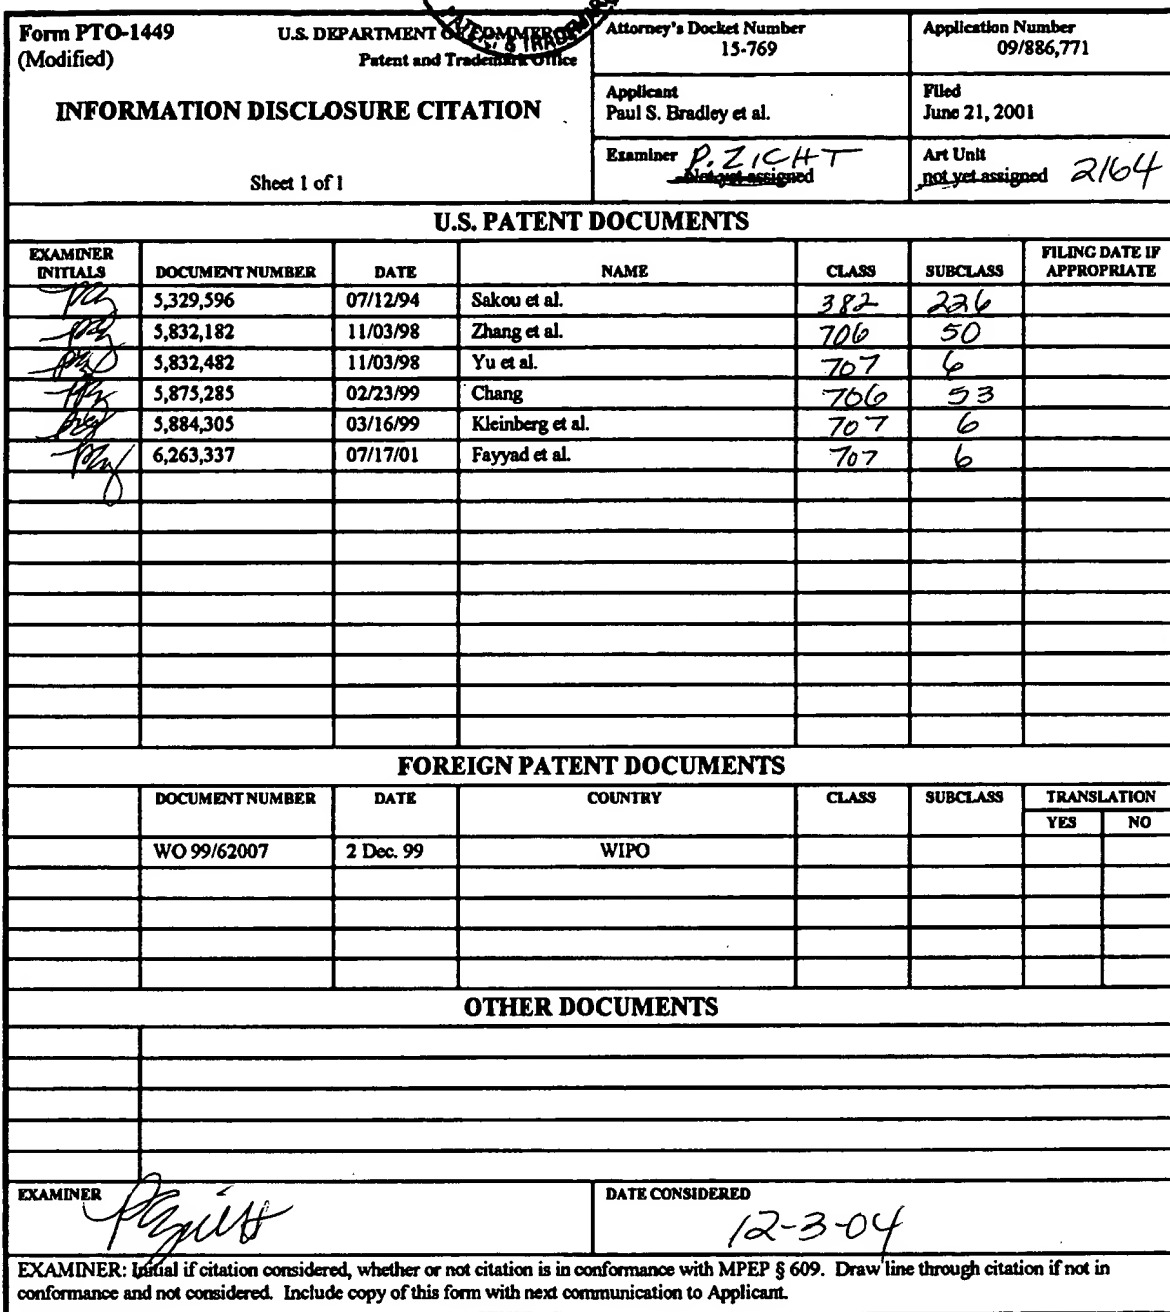 Form PTO-1449
(Modified)
U.S. DEPARTMENT OF COMMERCE
Patent and Trademark Office
INFORMATION DISCLOSURE CITATION
Sheet 1 of 1
Attorney's Docket Number
15-769
Application Number
09/886,771
Applicant
Paul S. Bradley et al.
Filed
June 21, 2001
Examiner P. ZICHT
Not yet assigned
Art Unit
not yet assigned 2164
U.S. PATENT DOCUMENTS
EXAMINER INITIALS DOCUMENT NUMBER DATE NAME CLASS SUBCLASS FILING DATE IF APPROPRIATE
5,329,596 07/12/94 Sakou et al. 382 226
5,832,182 11/03/98 Zhang et al. 706 50
5,832,482 11/03/98 Yu et al. 707 6
5,875,285 02/23/99 Chang 706 53
5,884,305 03/16/99 Kleinberg et al. 707 6
6,263,337 07/17/01 Fayyad et al. 707 6
FOREIGN PATENT DOCUMENTS
DOCUMENT NUMBER DATE COUNTRY CLASS SUBCLASS TRANSLATION
YES NO
WO 99/62007 2 Dec. 99 WIPO
OTHER DOCUMENTS
EXAMINER
DATE CONSIDERED
12-3-04
EXAMINER: Initial if citation considered, whether or not citation is in conformance with MPEP § 609. Draw line through citation if not in
conformance and not considered. Include copy of this form with next communication to Applicant.